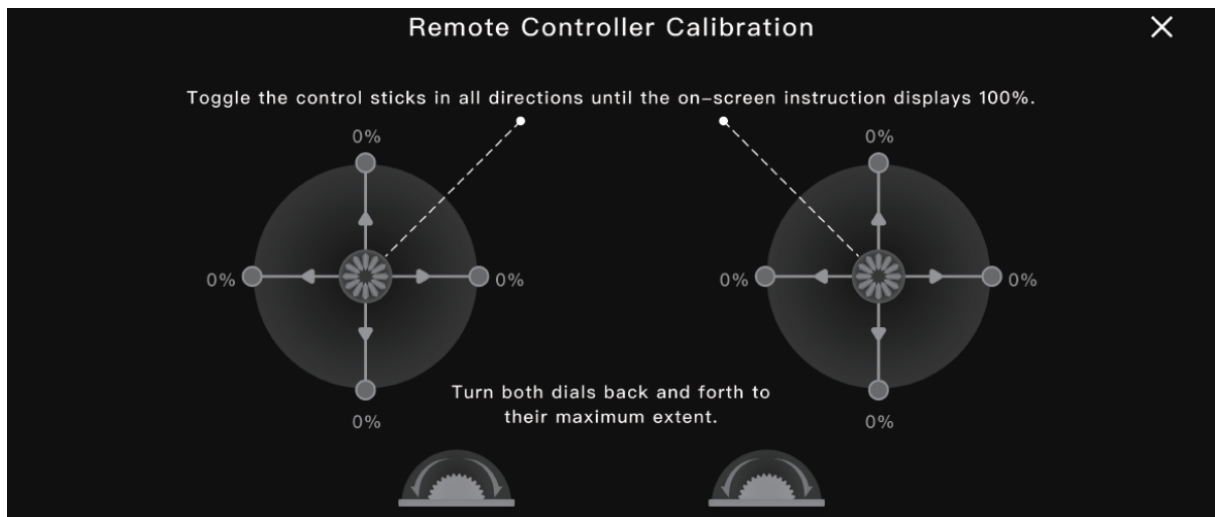 Remote Controller Calibration
Toggle the control sticks in all directions until the on-screen instruction displays 100%.
0%
0%
0%
0%
0%
0%
Turn both dials back and forth to
their maximum extent.
0%
0%